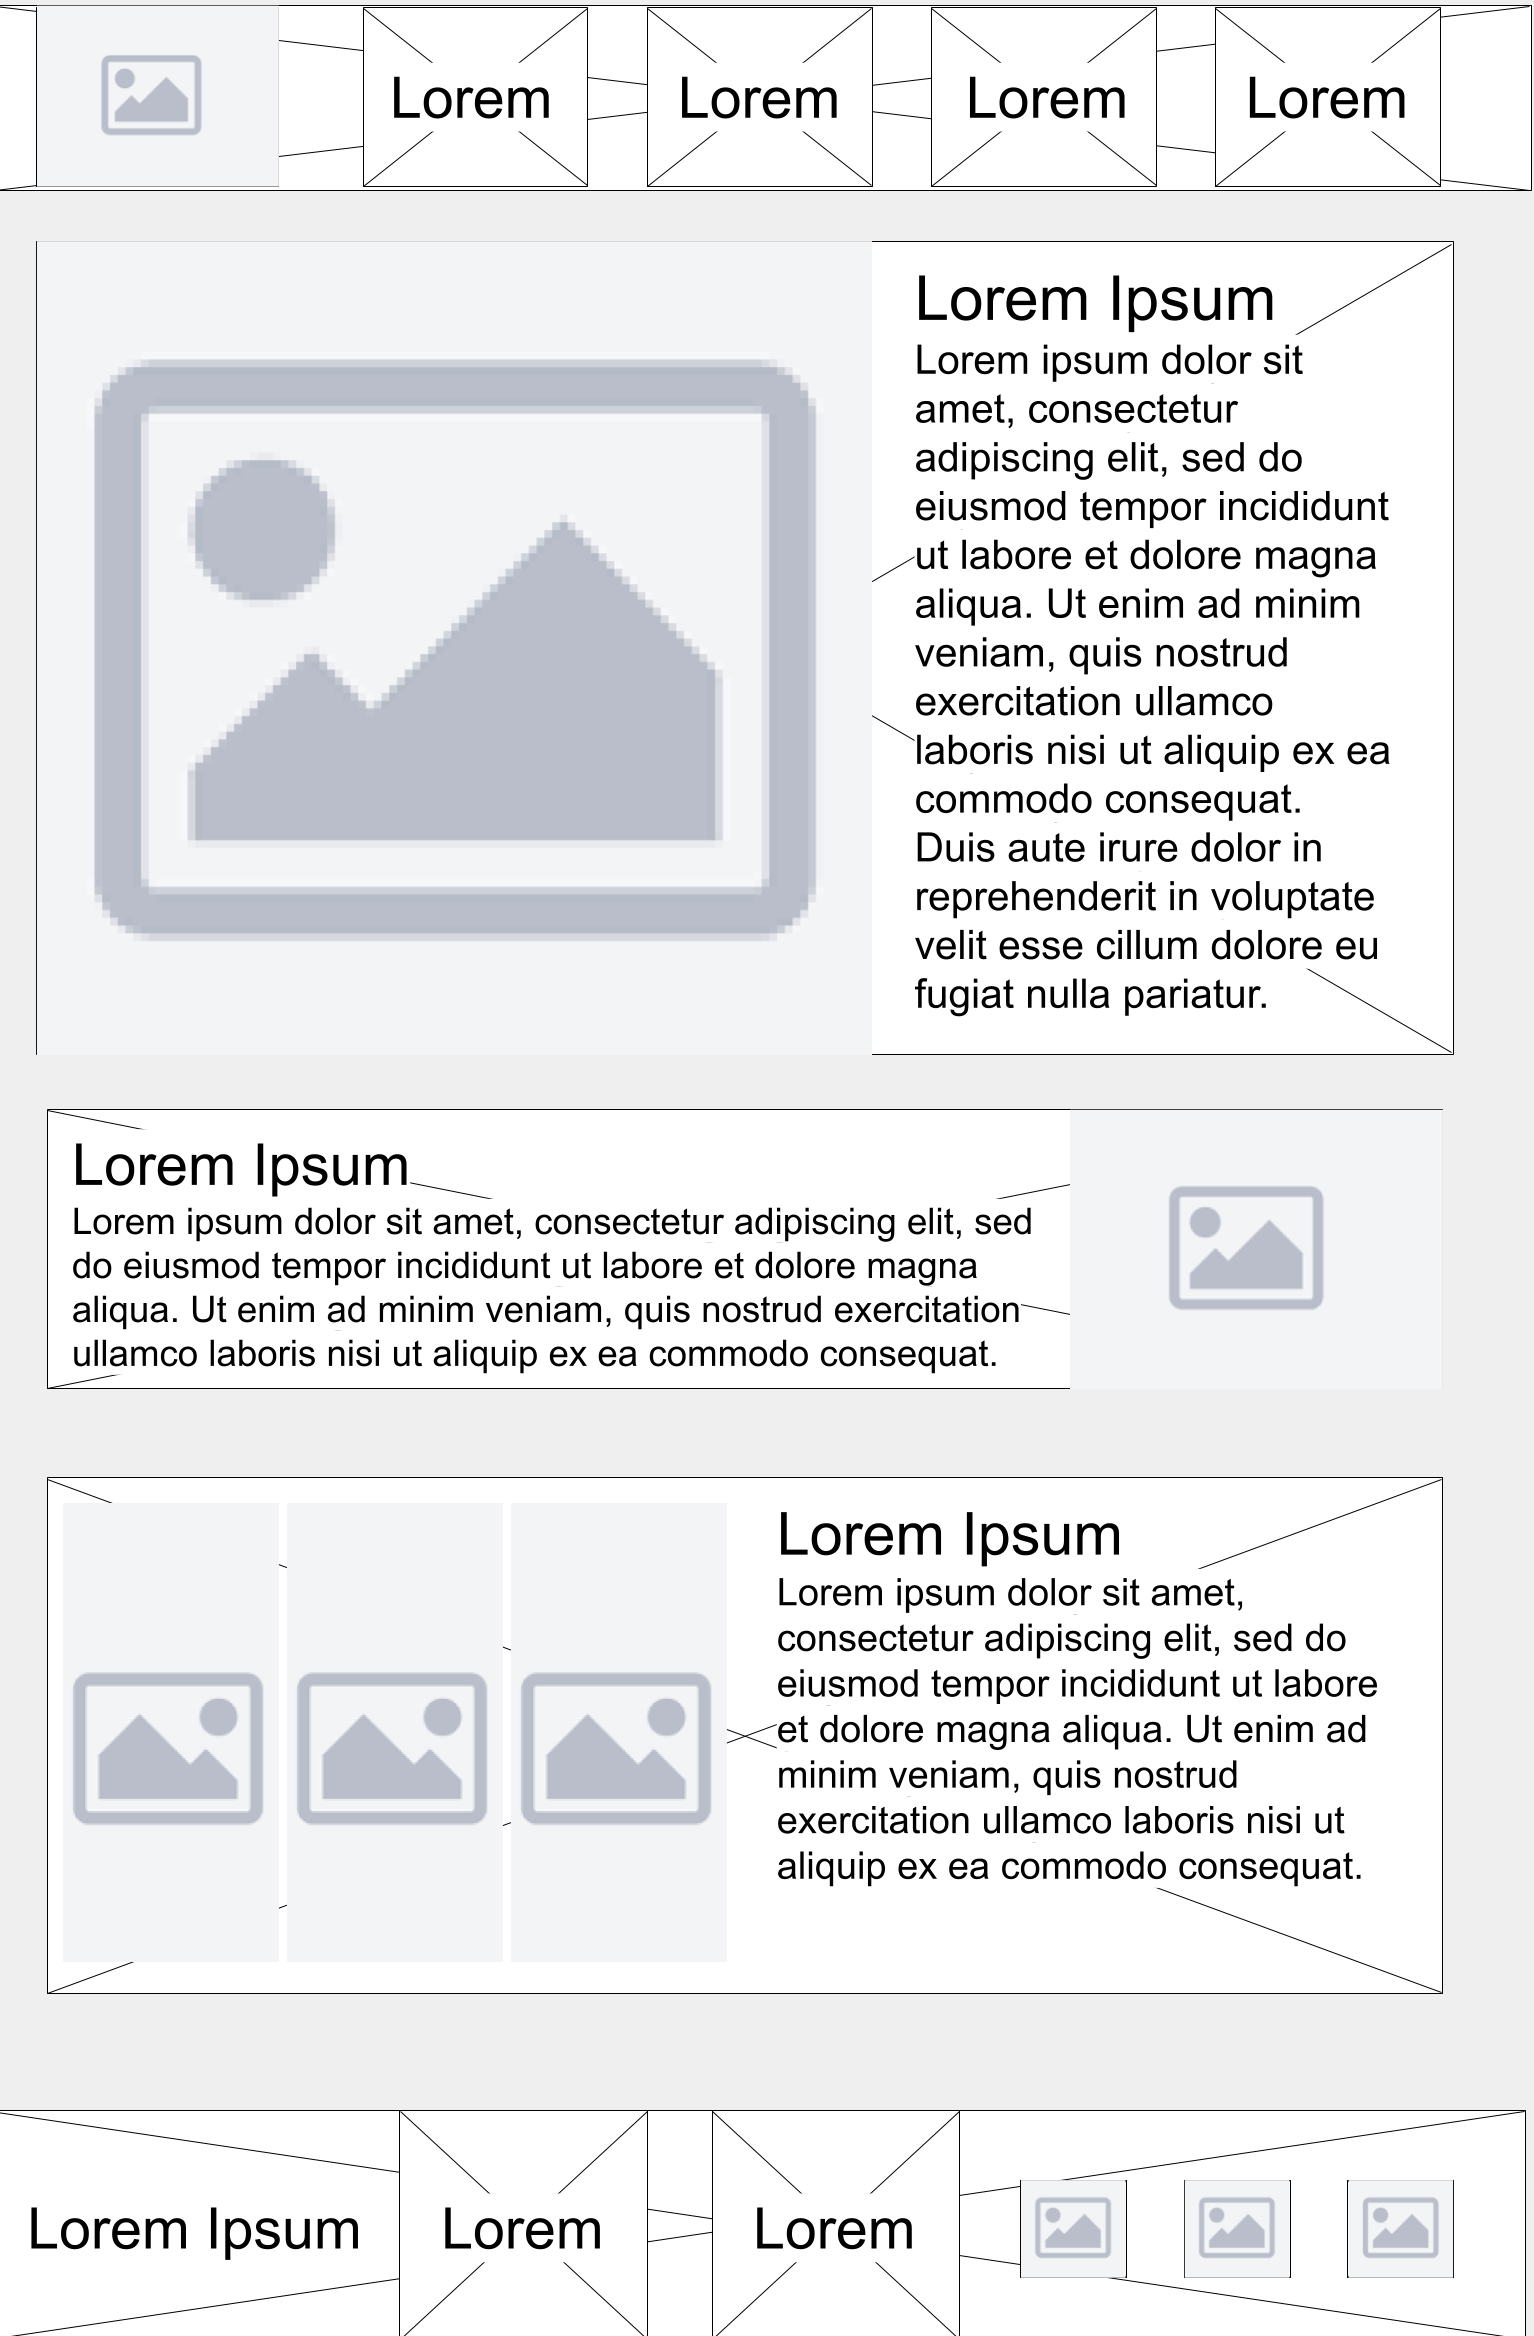 Lorem Lorem Lorem Lorem
Lorem Ipsum
Lorem ipsum dolor sit
amet, consectetur
adipiscing elit, sed do
eiusmod tempor incididunt
ut labore et dolore magna
aliqua. Ut enim ad minim
veniam, quis nostrud
exercitation ullamco
laboris nisi ut aliquip ex ea
commodo consequat.
Duis aute irure dolor in
reprehenderit in voluptate
velit esse cillum dolore eu
fugiat nulla pariatur.
Lorem Ipsum
Lorem ipsum dolor sit amet, consectetur adipiscing elit, sed
do eiusmod tempor incididunt ut labore et dolore magna
aliqua. Ut enim ad minim veniam, quis nostrud exercitation
ullamco laboris nisi ut aliquip ex ea commodo consequat.
Lorem Ipsum
Lorem ipsum dolor sit amet,
consectetur adipiscing elit, sed do
eiusmod tempor incididunt ut labore
et dolore magna aliqua. Ut enim ad
minim veniam, quis nostrud
exercitation ullamco laboris nisi ut
aliquip ex ea commodo consequat.
Lorem Ipsum Lorem Lorem